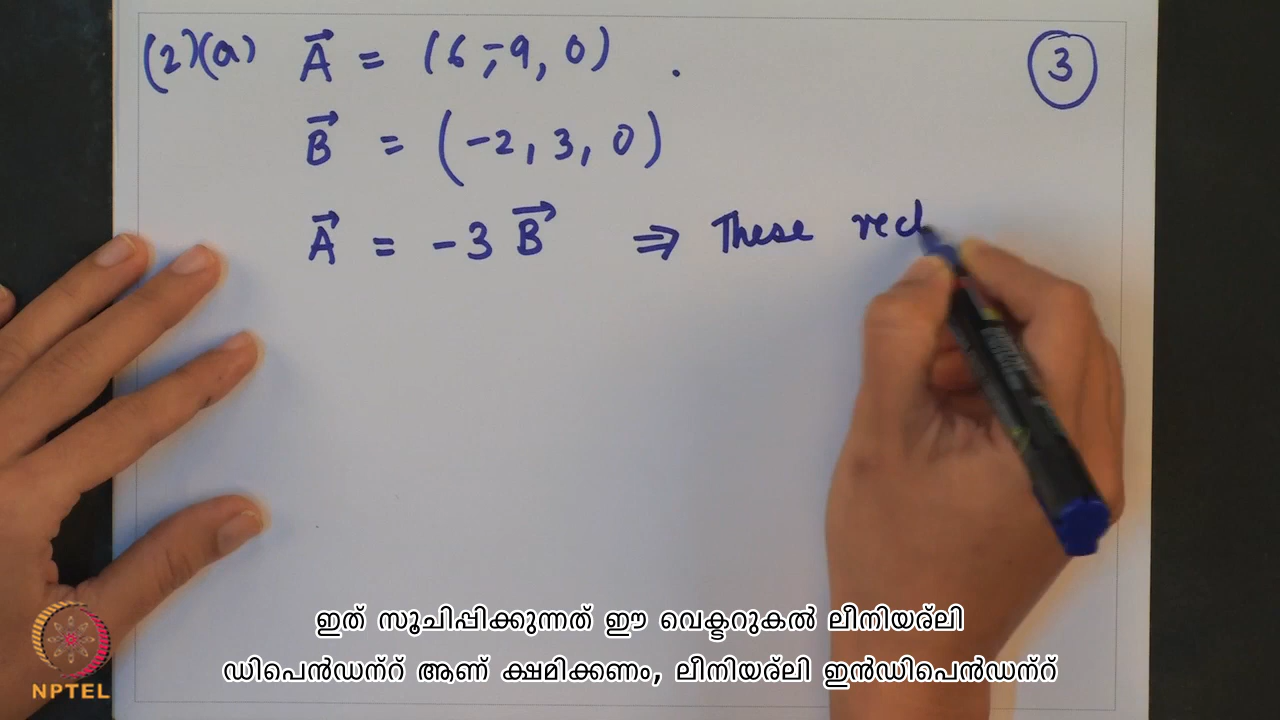 (2)(a) A⃗ = (6, -9, 0) .
3
B⃗ = (-2, 3, 0)
A⃗ = -3 B⃗ ⇒ These vect
ഇത് സൂചിപ്പിക്കുന്നത് ഈ വെക്ടറുകൽ ലീനിയര്ലി
ഡിപെൻഡന്റ് ആണ് ക്ഷമിക്കണം, ലീനിയര്ലി ഇൻഡിപെൻഡന്റ്
NPTEL